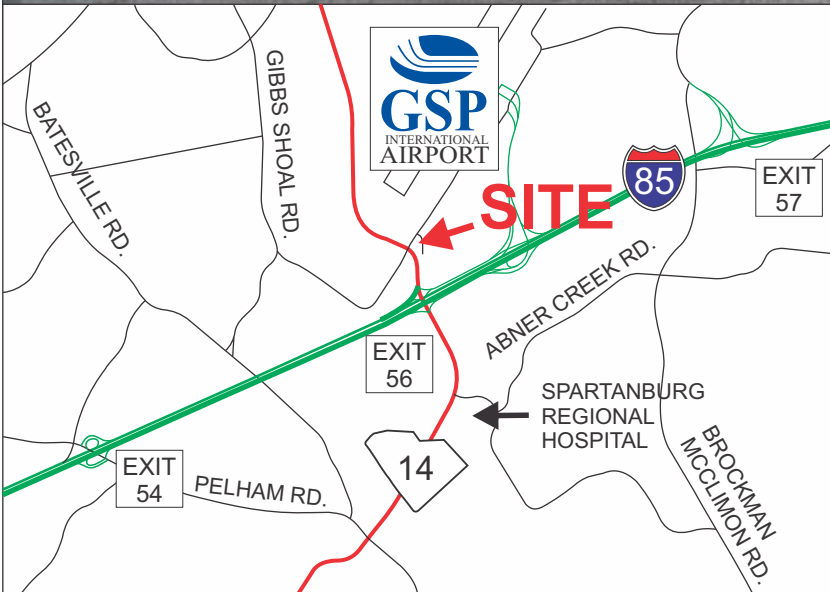 GSP
INTERNATIONAL
AIRPORT
GIBBS SHOAL RD.
BATESVILLE RD.
85
EXIT
57
SITE
ABNER CREEK RD.
EXIT
56
SPARTANBURG
REGIONAL
HOSPITAL
14
EXIT
54
PELHAM RD.
BROCKMAN
MCCLIMON RD.